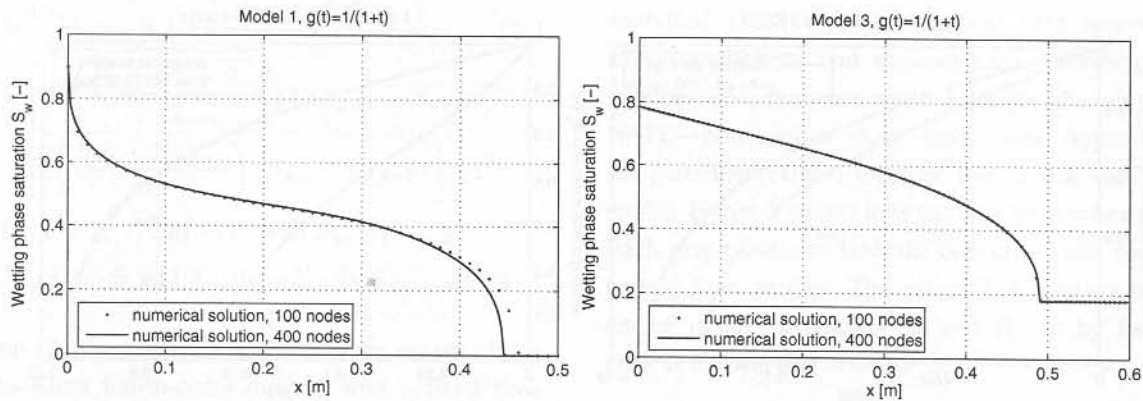 Model 1, g(t)=1/(1+t)
Wetting phase saturation S_w [−]
1
0.8
0.6
0.4
0.2
0
numerical solution, 100 nodes
numerical solution, 400 nodes
0 0.1 0.2 0.3 0.4 0.5
x [m]
Model 3, g(t)=1/(1+t)
Wetting phase saturation S_w [−]
1
0.8
0.6
0.4
0.2
0
numerical solution, 100 nodes
numerical solution, 400 nodes
0 0.1 0.2 0.3 0.4 0.5 0.6
x [m]